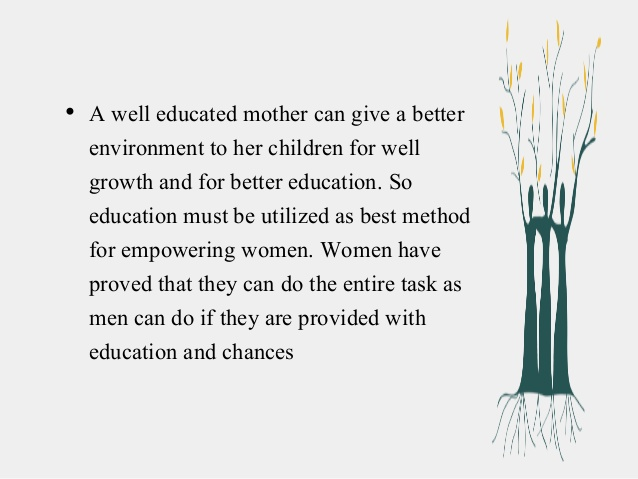 • A well educated mother can give a better
environment to her children for well
growth and for better education. So
education must be utilized as best method
for empowering women. Women have
proved that they can do the entire task as
men can do if they are provided with
education and chances